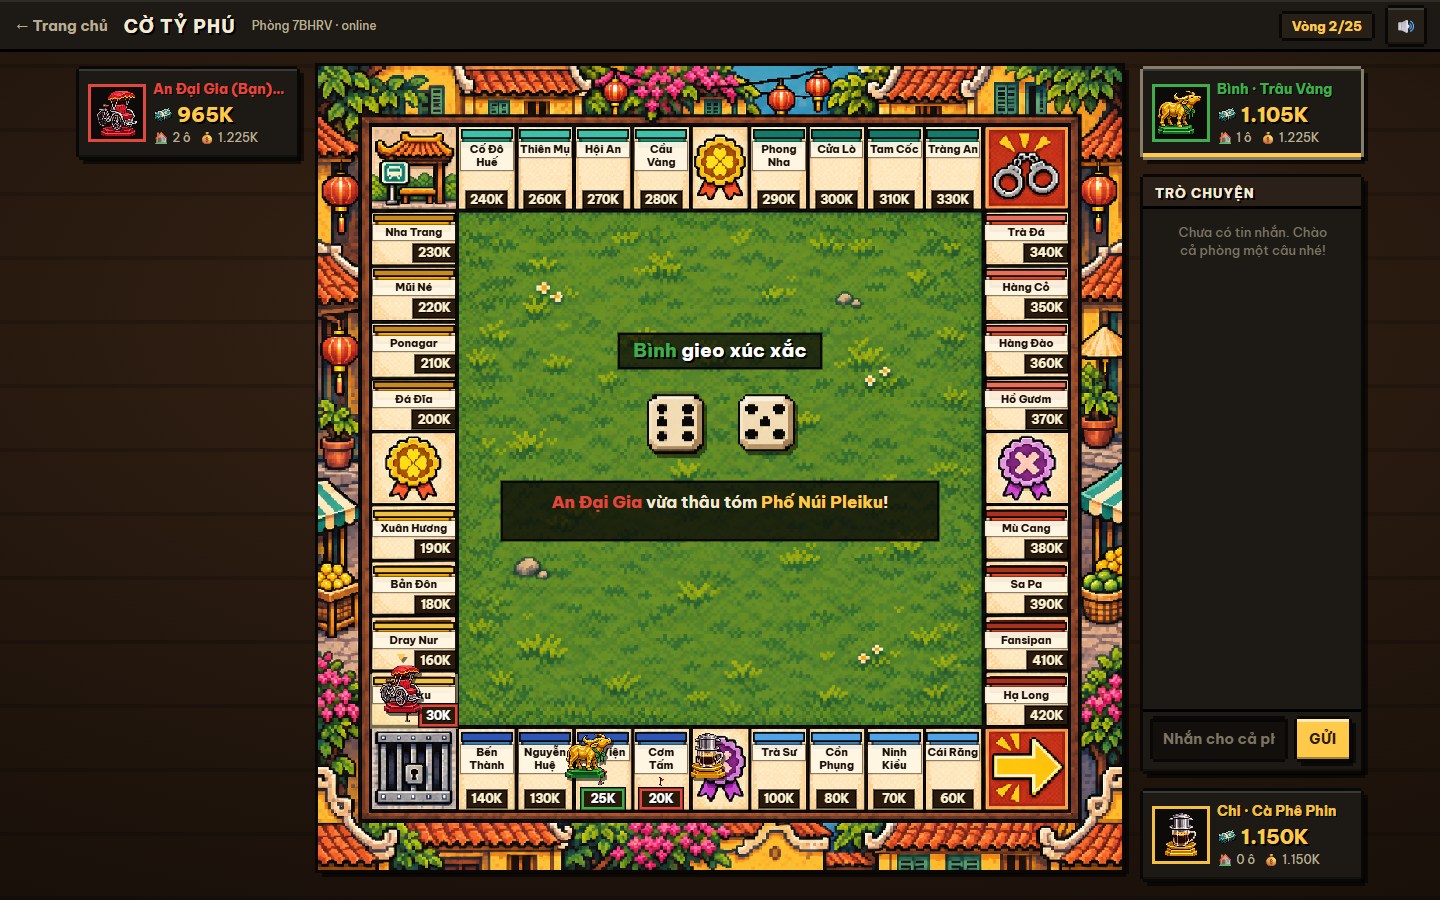 ← Trang chủ
CỜ TỶ PHÚ
Phòng 7BHRV · online
Vòng 2/25
An Đại Gia (Bạn)...
965K
2 ô 1.225K
Bình · Trâu Vàng
1.105K
1 ô 1.225K
TRÒ CHUYỆN
Chưa có tin nhắn. Chào
cả phòng một câu nhé!
GỬI
Chi · Cà Phê Phin
1.150K
0 ô 1.150K
Cố Đô
Huế
240K
Thiên Mụ
260K
Hội An
270K
Cầu
Vàng
280K
Phong
Nha
290K
Cửa Lò
300K
Tam Cốc
310K
Tràng An
330K
Nha Trang
230K
Mũi Né
220K
Ponagar
210K
Đá Đĩa
200K
Xuân Hương
190K
Bản Đôn
180K
Dray Nur
160K
30K
Trà Đá
340K
Hàng Cỏ
350K
Hàng Đào
360K
Hồ Gươm
370K
Mù Cang
380K
Sa Pa
390K
Fansipan
410K
Hạ Long
420K
Bình gieo xúc xắc
An Đại Gia vừa thâu tóm Phố Núi Pleiku!
Bến
Thành
140K
Nguyễn
Huệ
130K
25K
Cơm
Tấm
20K
Trà Sư
100K
Cồn
Phụng
80K
Ninh
Kiều
70K
Cái Răng
60K
Nhắn cho cả